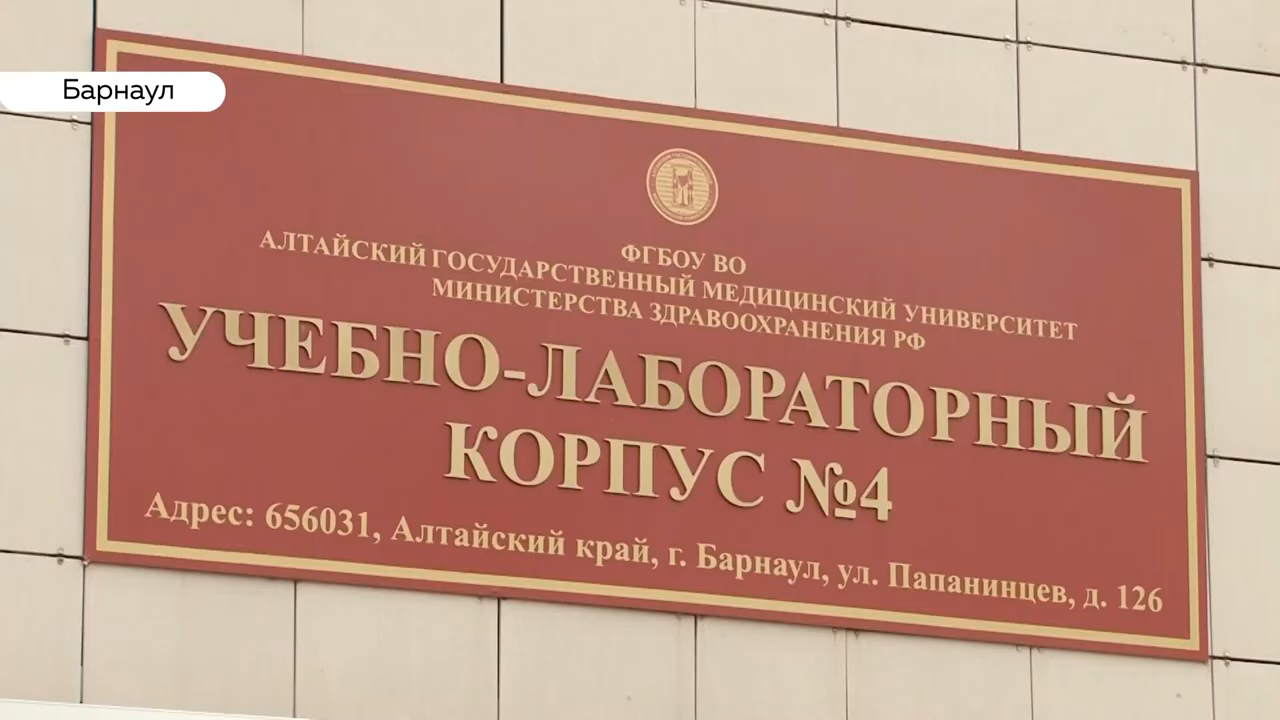 Барнаул
ФГБОУ ВО
АЛТАЙСКИЙ ГОСУДАРСТВЕННЫЙ МЕДИЦИНСКИЙ УНИВЕРСИТЕТ
МИНИСТЕРСТВА ЗДРАВООХРАНЕНИЯ РФ
УЧЕБНО-ЛАБОРАТОРНЫЙ
КОРПУС №4
Адрес: 656031, Алтайский край, г. Барнаул, ул. Папанинцев, д. 126